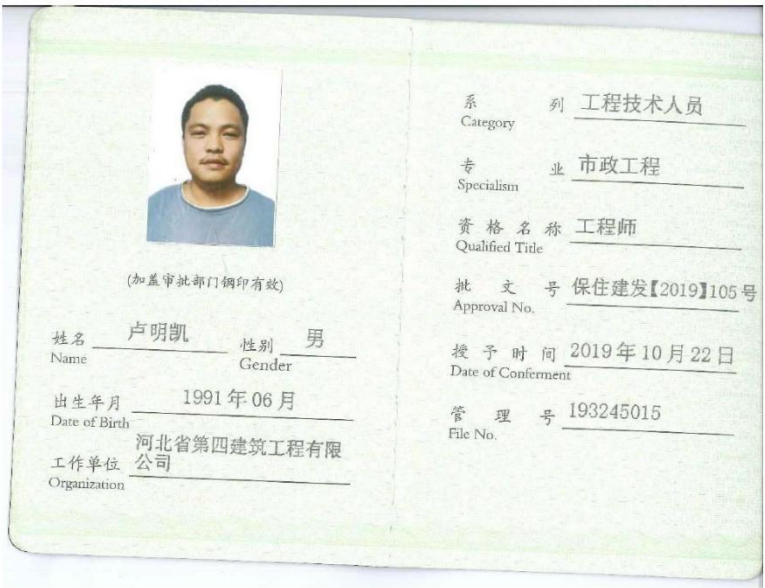 (加盖审批部门钢印有效)
姓名 卢明凯 性别 男
Name Gender
出生年月 1991年06月
Date of Birth
河北省第四建筑工程有限
工作单位 公司
Organization
系 列 工程技术人员
Category
专 业 市政工程
Specialism
资格名称 工程师
Qualified Title
批 文 号 保住建发【2019】105号
Approval No.
授予时间 2019年10月22日
Date of Conferment
管 理 号 193245015
File No.